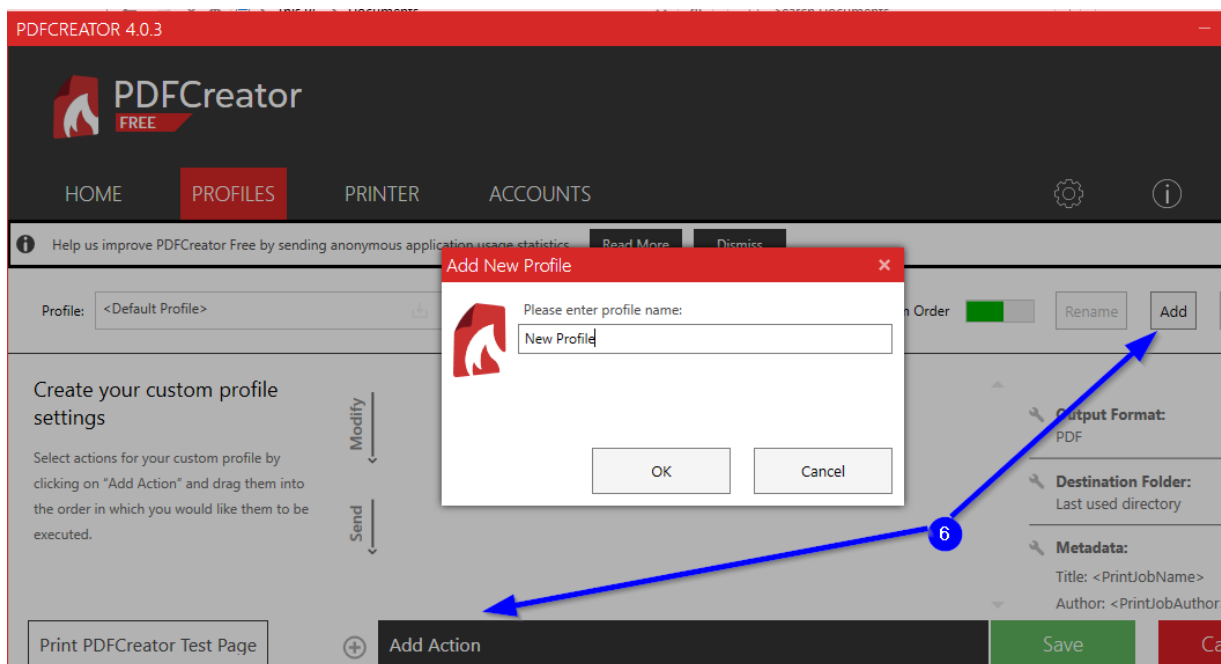 PDFCREATOR 4.0.3
PDFCreator
FREE
HOME PROFILES PRINTER ACCOUNTS
Help us improve PDFCreator Free by sending anonymous application usage statistics Read More Dismiss
Add New Profile
Profile: <Default Profile>
Please enter profile name:
New Profile
Order
Rename
Add
Create your custom profile
settings
Select actions for your custom profile by
clicking on "Add Action" and drag them into
the order in which you would like them to be
executed.
Modify
Send
OK
Cancel
6
Output Format:
PDF
Destination Folder:
Last used directory
Metadata:
Title: <PrintJobName>
Author: <PrintJobAuthor
Print PDFCreator Test Page
Add Action
Save
Ca